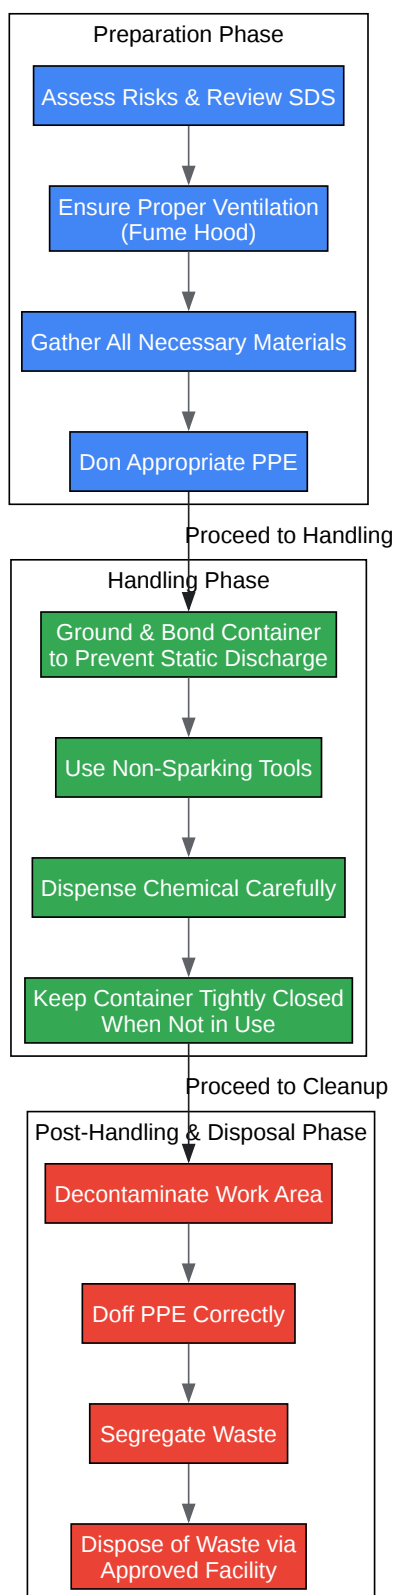 Preparation Phase
Assess Risks & Review SDS
Ensure Proper Ventilation
(Fume Hood)
Gather All Necessary Materials
Don Appropriate PPE
Proceed to Handling
Handling Phase
Ground & Bond Container
to Prevent Static Discharge
Use Non-Sparking Tools
Dispense Chemical Carefully
Keep Container Tightly Closed
When Not in Use
Proceed to Cleanup
Post-Handling & Disposal Phase
Decontaminate Work Area
Doff PPE Correctly
Segregate Waste
Dispose of Waste via
Approved Facility